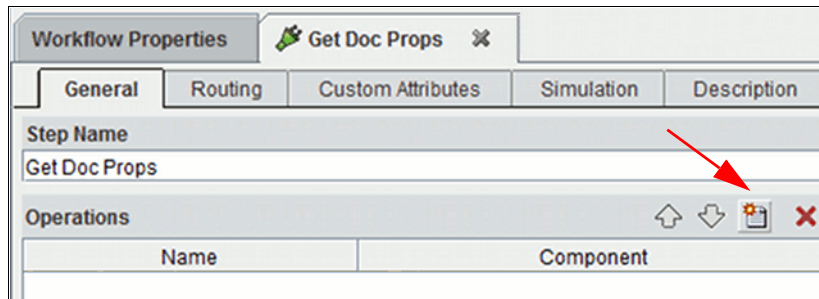 Workflow Properties Get Doc Props
General Routing Custom Attributes Simulation Description
Step Name
Get Doc Props
Operations
Name Component